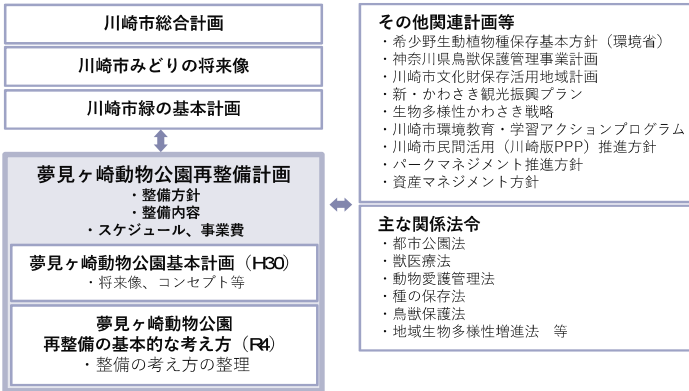 川崎市総合計画
川崎市みどりの将来像
川崎市緑の基本計画
夢見ヶ崎動物公園再整備計画
・整備方針
・整備内容
・スケジュール、事業費
夢見ヶ崎動物公園基本計画（H30）
・将来像、コンセプト等
夢見ヶ崎動物公園
再整備の基本的な考え方（R4）
・整備の考え方の整理
その他関連計画等
・希少野生動植物種保存基本方針（環境省）
・神奈川県鳥獣保護管理事業計画
・川崎市文化財保存活用地域計画
・新・かわさき観光振興プラン
・生物多様性かわさき戦略
・川崎市環境教育・学習アクションプログラム
・川崎市民間活用（川崎版PPP）推進方針
・パークマネジメント推進方針
・資産マネジメント方針
主な関係法令
・都市公園法
・獣医療法
・動物愛護管理法
・種の保存法
・鳥獣保護法
・地域生物多様性増進法　等